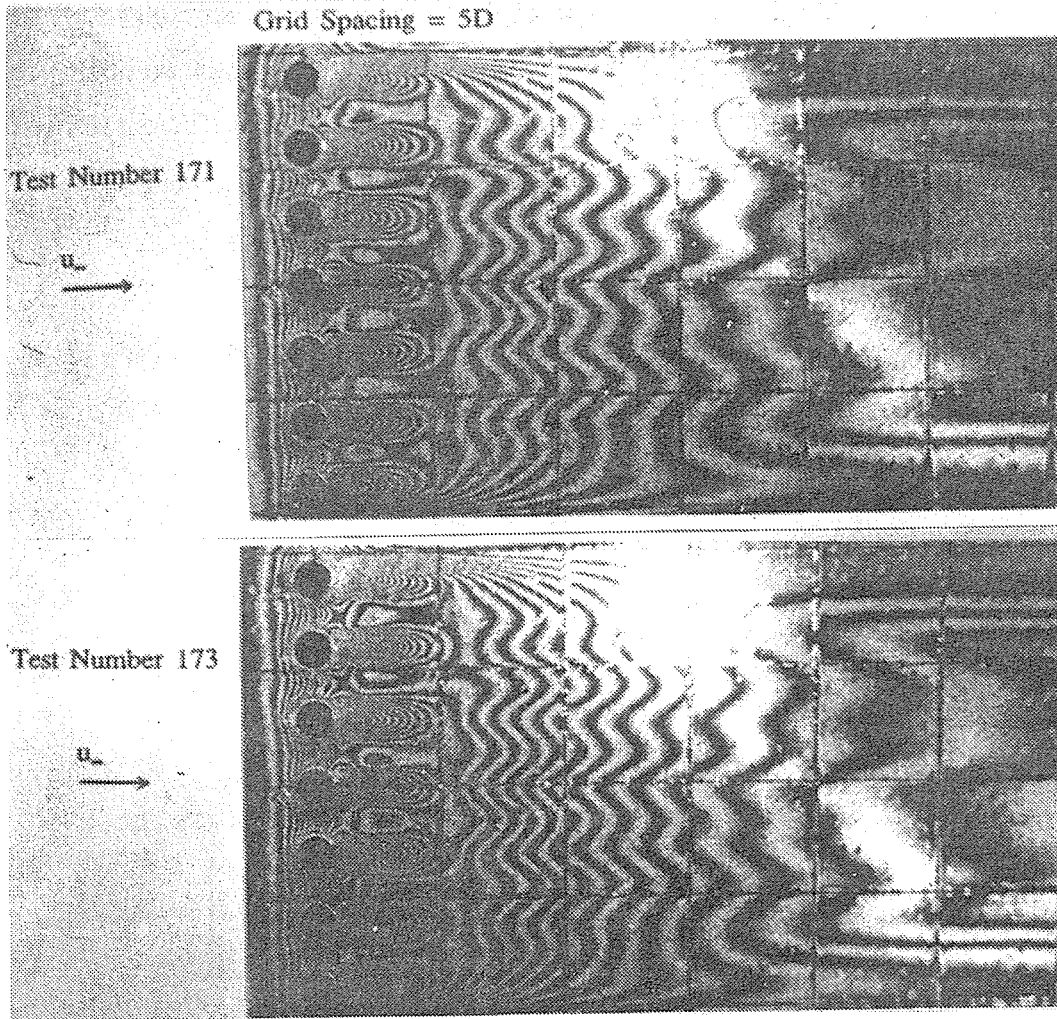 Grid Spacing = 5D
Test Number 171
u∞
Test Number 173
u∞